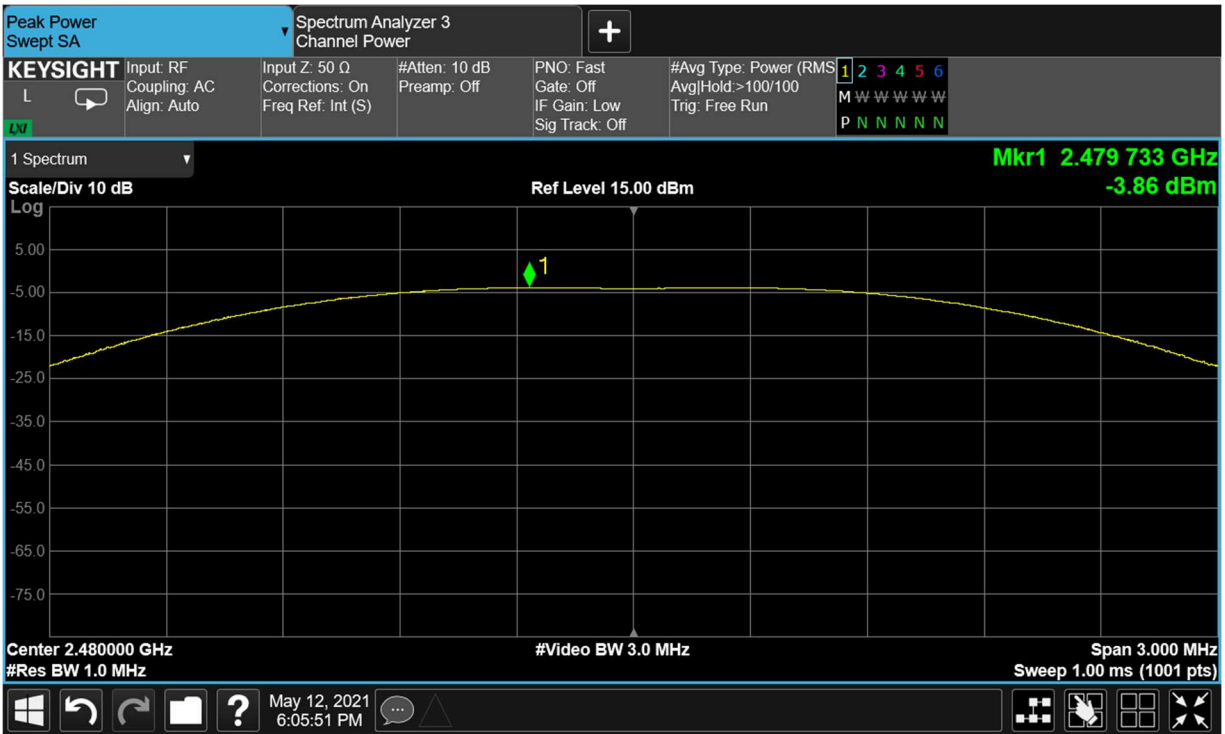 Peak Power
Swept SA
Spectrum Analyzer 3
Channel Power
KEYSIGHT
L
LXI
Input: RF
Coupling: AC
Align: Auto
Input Z: 50 Ω
Corrections: On
Freq Ref: Int (S)
#Atten: 10 dB
Preamp: Off
PNO: Fast
Gate: Off
IF Gain: Low
Sig Track: Off
#Avg Type: Power (RMS
Avg|Hold:>100/100
Trig: Free Run
1 2 3 4 5 6
M W W W W W
P N N N N N
1 Spectrum
Mkr1 2.479 733 GHz
-3.86 dBm
Scale/Div 10 dB
Ref Level 15.00 dBm
Log
1
5.00
-5.00
-15.0
-25.0
-35.0
-45.0
-55.0
-65.0
-75.0
Center 2.480000 GHz
#Video BW 3.0 MHz
Span 3.000 MHz
#Res BW 1.0 MHz
Sweep 1.00 ms (1001 pts)
May 12, 2021
6:05:51 PM